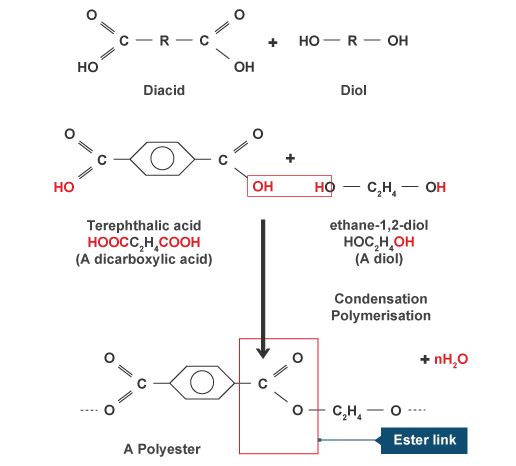 O O
C — R — C + HO — R — OH
HO OH
Diacid Diol
O O
C C +
HO OH HO — C₂H₄ — OH
Terephthalic acid ethane-1,2-diol
HOOCC₂H₄COOH HOC₂H₄OH
(A dicarboxylic acid) (A diol)
Condensation
Polymerisation
O O + nH₂O
C C
O O — C₂H₄ — O
A Polyester Ester link